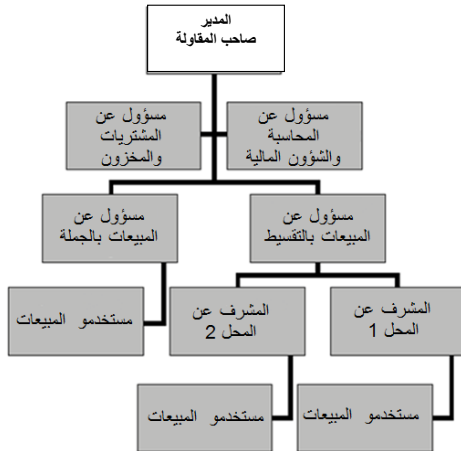 المدير
صاحب المقاولة
مسؤول عن
المحاسبة
والشؤون المالية
مسؤول عن
المشتريات
والمخزون
مسؤول عن
المبيعات بالتقسيط
مسؤول عن
المبيعات بالجملة
المشرف عن
المحل 1
المشرف عن
المحل 2
مستخدمو المبيعات
مستخدمو المبيعات
مستخدمو المبيعات